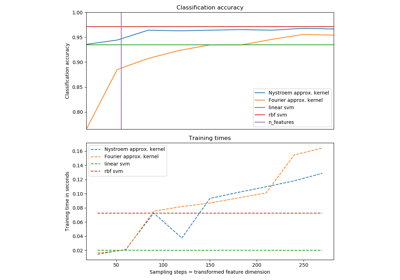 Classification accuracy
1.00
0.95
0.90
0.85
0.80
Classification accuracy
Nystroem approx. kernel
Fourier approx. kernel
linear svm
rbf svm
n_features
Training times
0.16
0.14
0.12
0.10
0.08
0.06
0.04
0.02
Training time in seconds
Nystroem approx. kernel
Fourier approx. kernel
linear svm
rbf svm
50
100
150
200
250
Sampling steps = transformed feature dimension